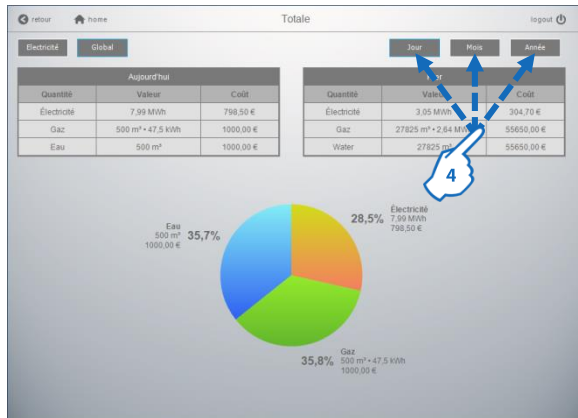 retour home Totale logout
Electricité Global Jour Mois Année
Aujourd'hui
Quantité Valeur Coût
Électricité 7,99 MWh 798,50 €
Gaz 500 m³ • 47,5 kWh 1000,00 €
Eau 500 m³ 1000,00 €
Hier
Quantité Valeur Coût
Électricité 3,05 MWh 304,70 €
Gaz 27825 m³ • 2,64 MWh 55650,00 €
Water 27825 m³ 55650,00 €
4
Eau
500 m³
1000,00 €
35,7%
28,5%
Électricité
7,99 MWh
798,50 €
35,8%
Gaz
500 m³ • 47,5 kWh
1000,00 €